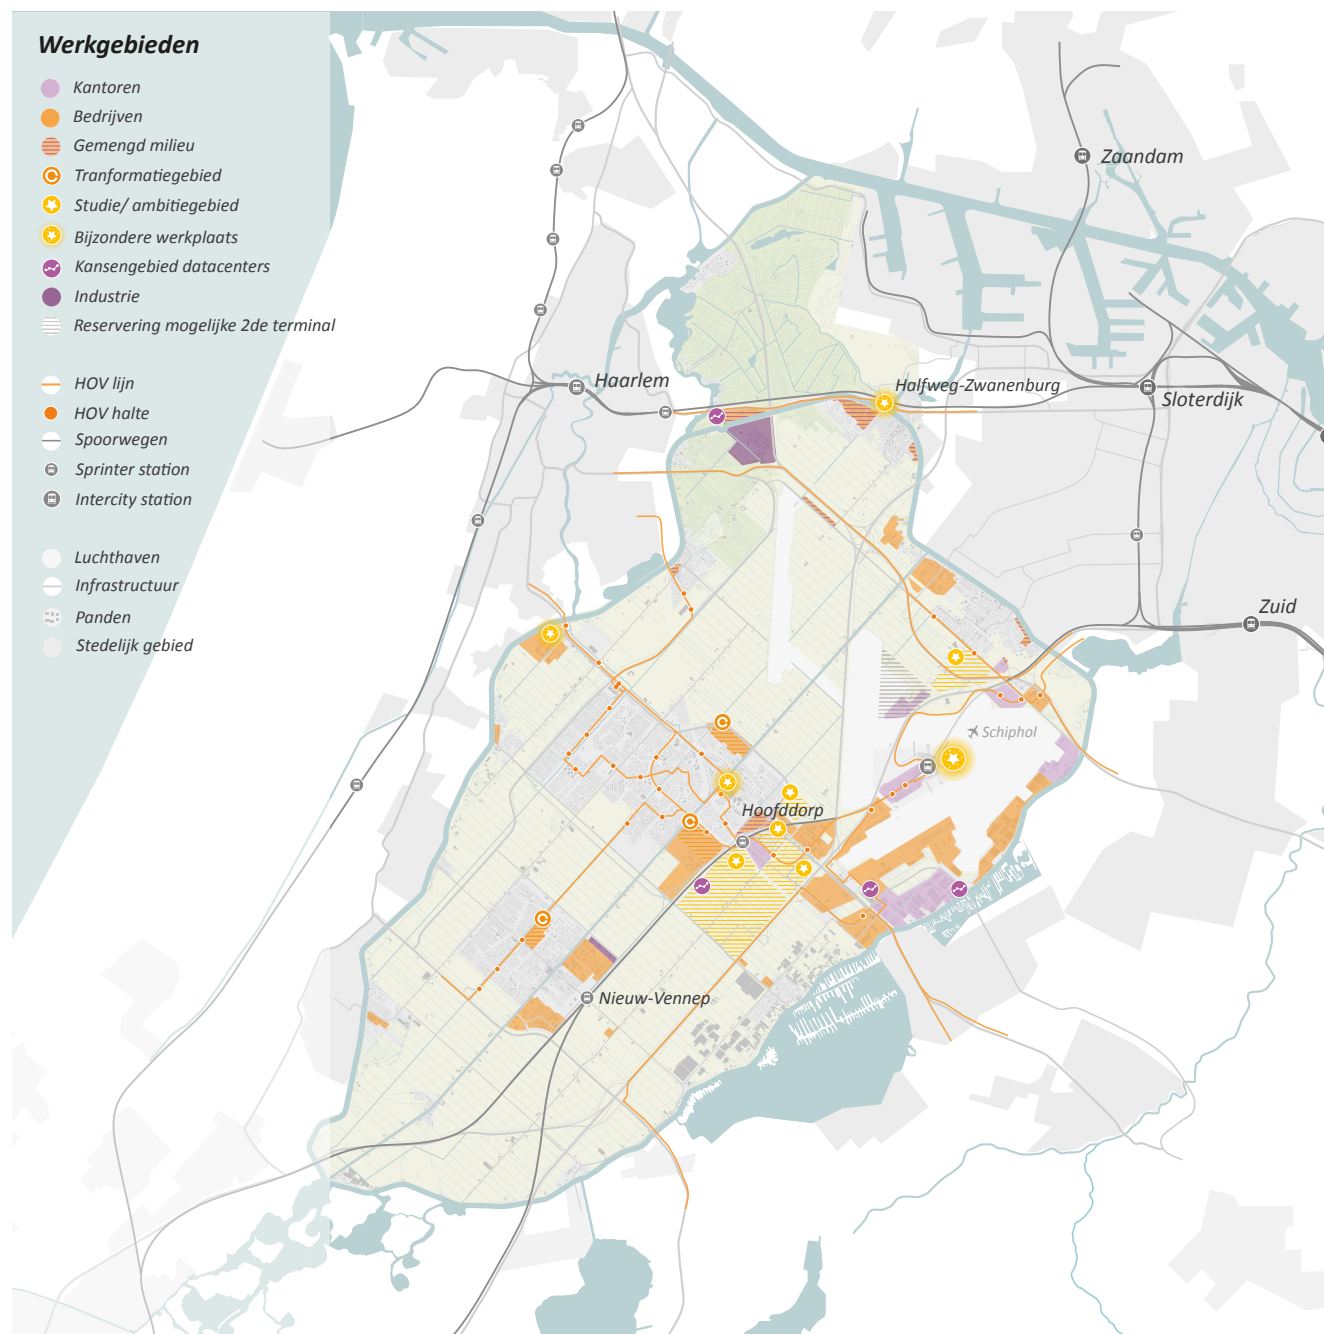 Werkgebieden
Kantoren
Bedrijven
Gemengd milieu
Tranformatiegebied
Studie/ ambitiegebied
Bijzondere werkplaats
Kansengebied datacenters
Industrie
Reservering mogelijke 2de terminal
HOV lijn
HOV halte
Spoorwegen
Sprinter station
Intercity station
Luchthaven
Infrastructuur
Panden
Stedelijk gebied
Zaandam
Haarlem
Halfweg-Zwanenburg
Sloterdijk
Zuid
Schiphol
Hoofddorp
Nieuw-Vennep